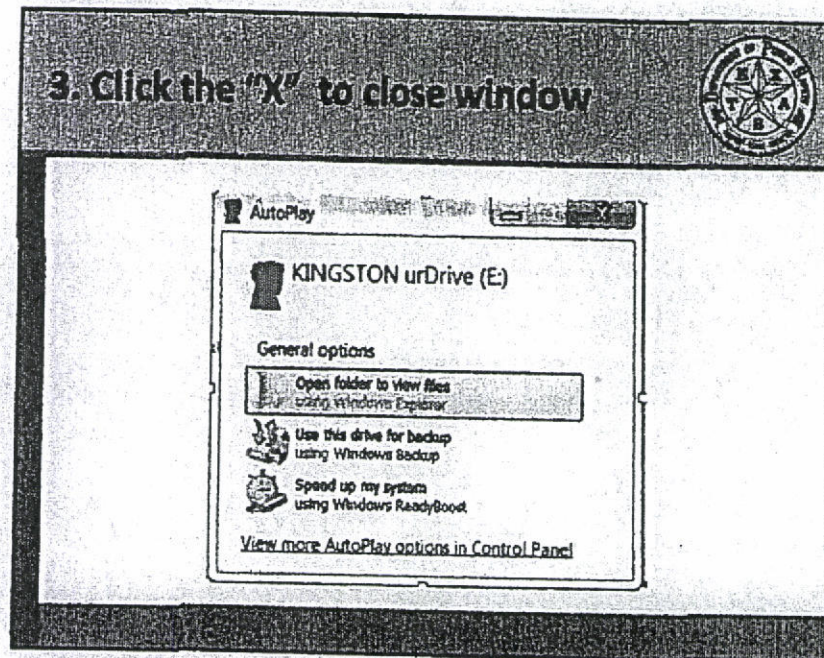 3. Click the "X" to close window
T E X A S
AutoPlay
KINGSTON urDrive (E:)
General options
Open folder to view files
using Windows Explorer
Use this drive for backup
using Windows Backup
Speed up my system
using Windows ReadyBoost
View more AutoPlay options in Control Panel